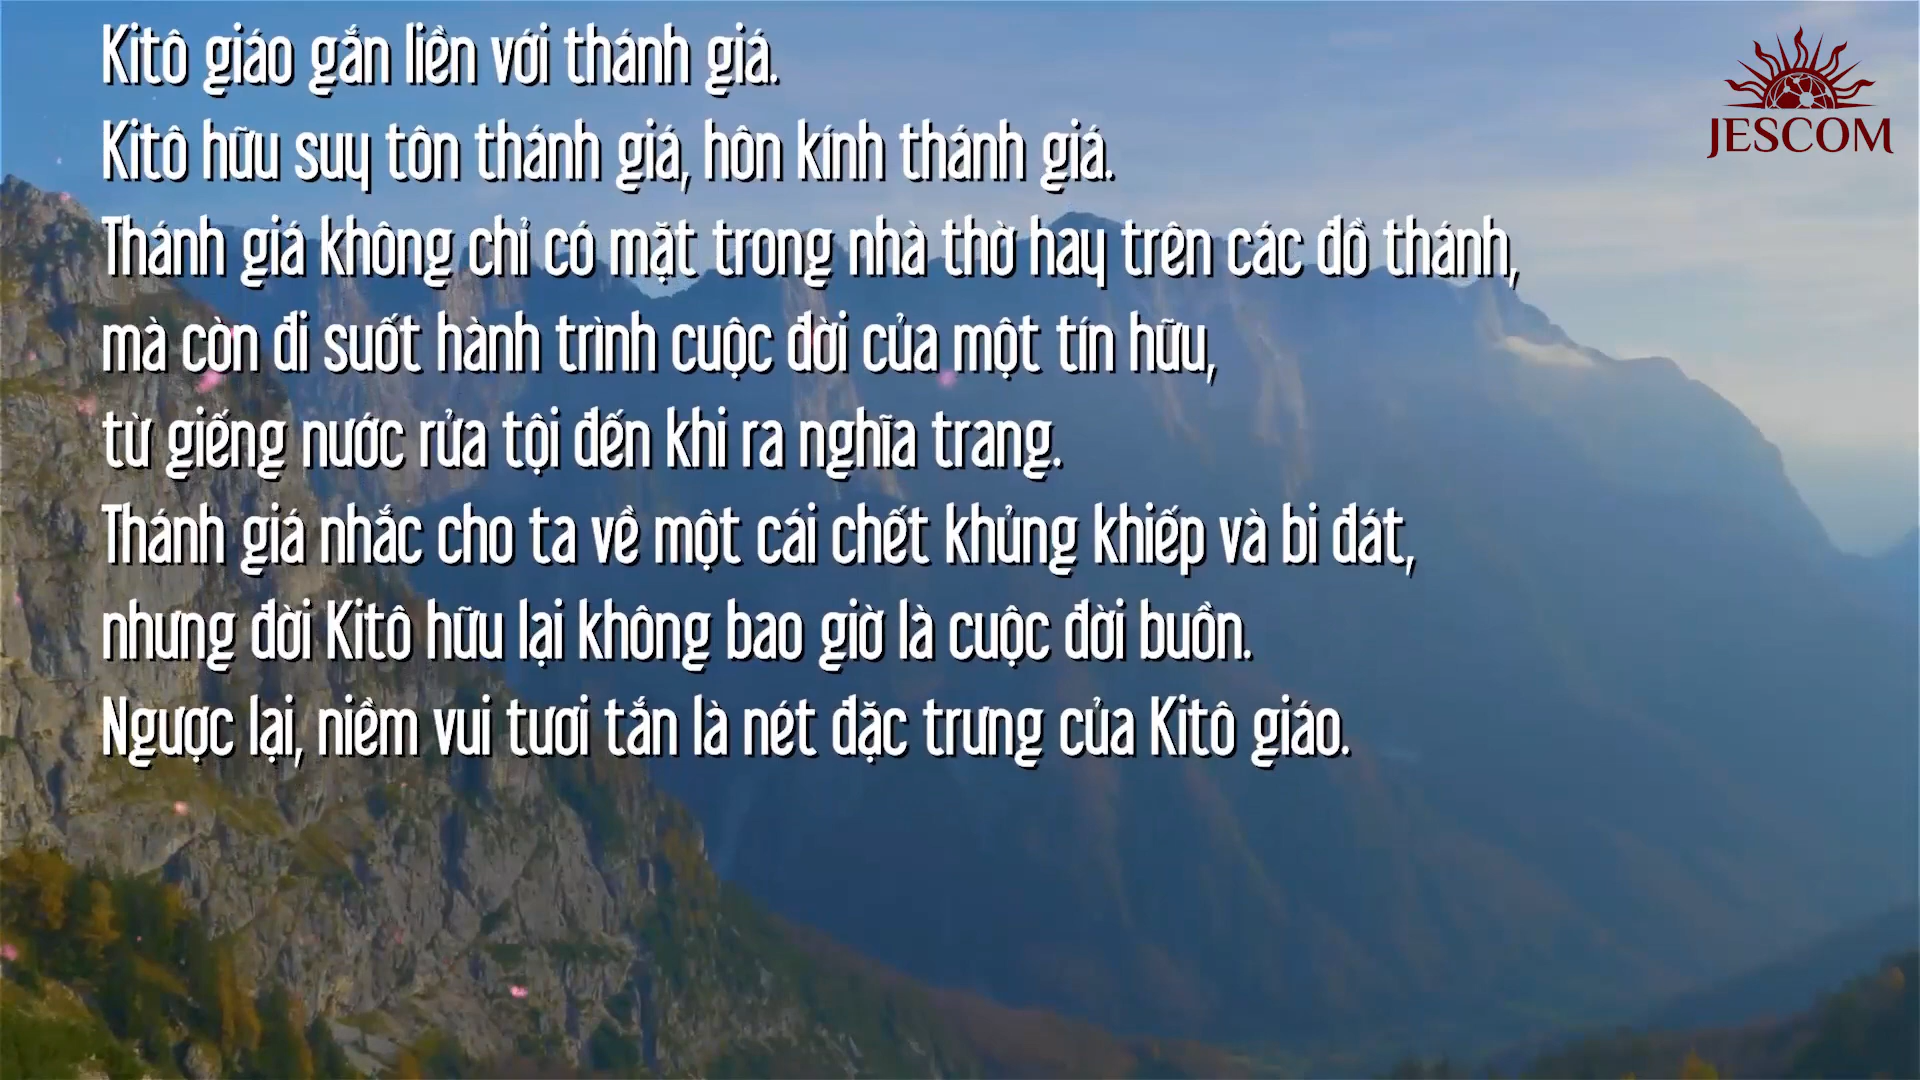 Kitô giáo gắn liền với thánh giá.
Kitô hữu suy tôn thánh giá, hôn kính thánh giá.
Thánh giá không chỉ có mặt trong nhà thờ hay trên các đồ thánh,
mà còn đi suốt hành trình cuộc đời của một tín hữu,
từ giếng nước rửa tội đến khi ra nghĩa trang.
Thánh giá nhắc cho ta về một cái chết khủng khiếp và bi đát,
nhưng đời Kitô hữu lại không bao giờ là cuộc đời buồn.
Ngược lại, niềm vui tươi tắn là nét đặc trưng của Kitô giáo.
JESCOM